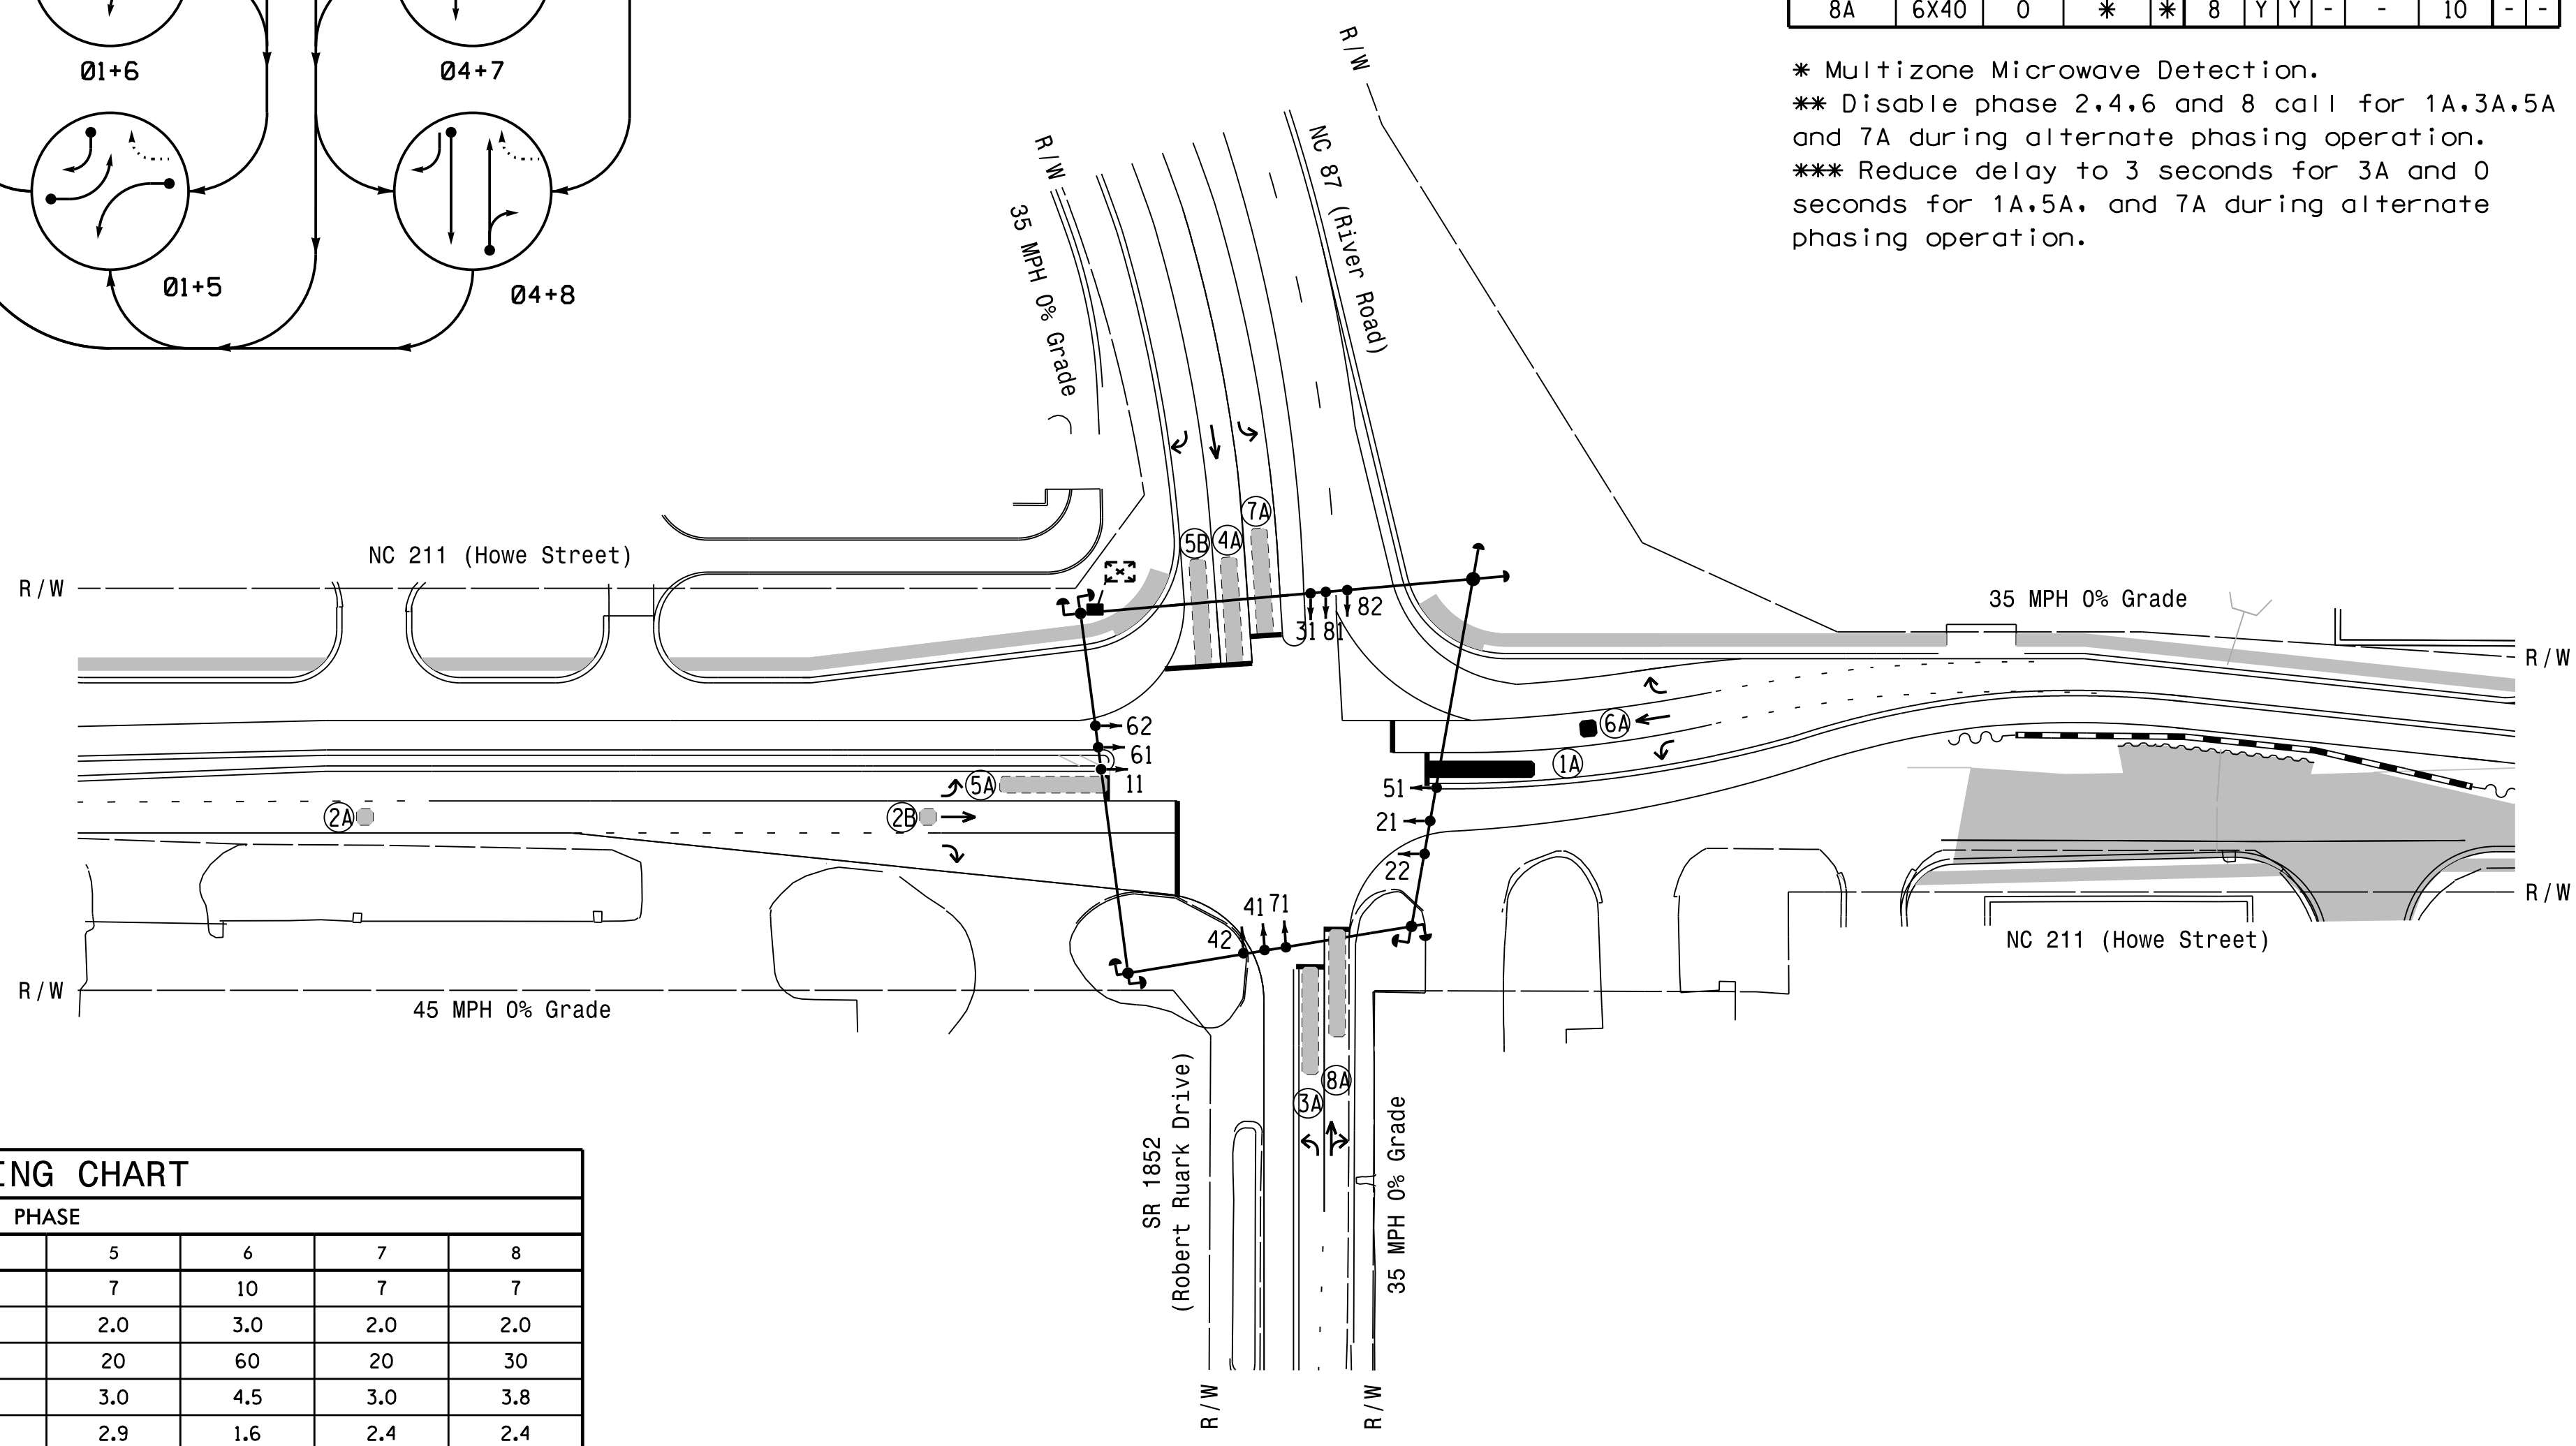 Ø1+6
Ø4+7
Ø1+5
Ø4+8
8A 6X40 0 * * 8 Y Y - - 10 - -
* Multizone Microwave Detection.
** Disable phase 2,4,6 and 8 call for 1A,3A,5A
and 7A during alternate phasing operation.
*** Reduce delay to 3 seconds for 3A and 0
seconds for 1A,5A, and 7A during alternate
phasing operation.
R/W
R/W
NC 87 (River Road)
35 MPH 0% Grade
NC 211 (Howe Street)
R/W
5B
4A
7A
31
81
82
35 MPH 0% Grade
R/W
62
61
11
6A
1A
5A
51
2A
2B
21
22
41
71
42
R/W
NC 211 (Howe Street)
R/W
45 MPH 0% Grade
8A
3A
SR 1852
(Robert Ruark Drive)
35 MPH 0% Grade
R/W
R/W
ING CHART
PHASE
5 6 7 8
7 10 7 7
2.0 3.0 2.0 2.0
20 60 20 30
3.0 4.5 3.0 3.8
2.9 1.6 2.4 2.4